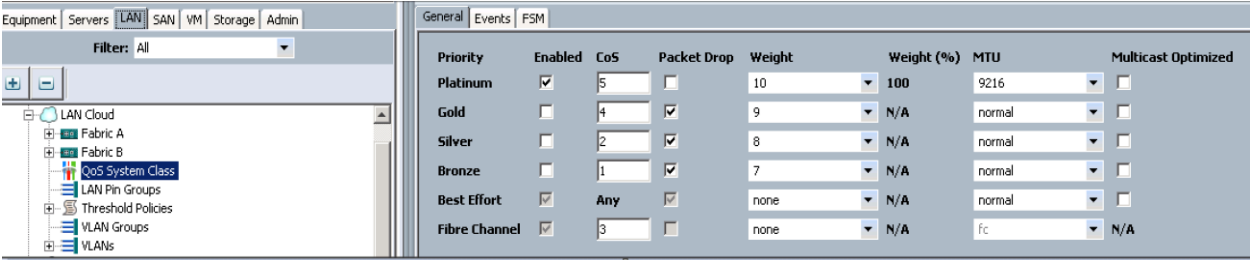 Equipment Servers LAN SAN VM Storage Admin
Filter: All
LAN Cloud
Fabric A
Fabric B
QoS System Class
LAN Pin Groups
Threshold Policies
VLAN Groups
VLANs
General Events FSM
Priority Enabled CoS Packet Drop Weight Weight (%) MTU Multicast Optimized
Platinum 5 10 100 9216
Gold 4 9 N/A normal
Silver 2 8 N/A normal
Bronze 1 7 N/A normal
Best Effort Any none N/A normal
Fibre Channel 3 none N/A fc N/A